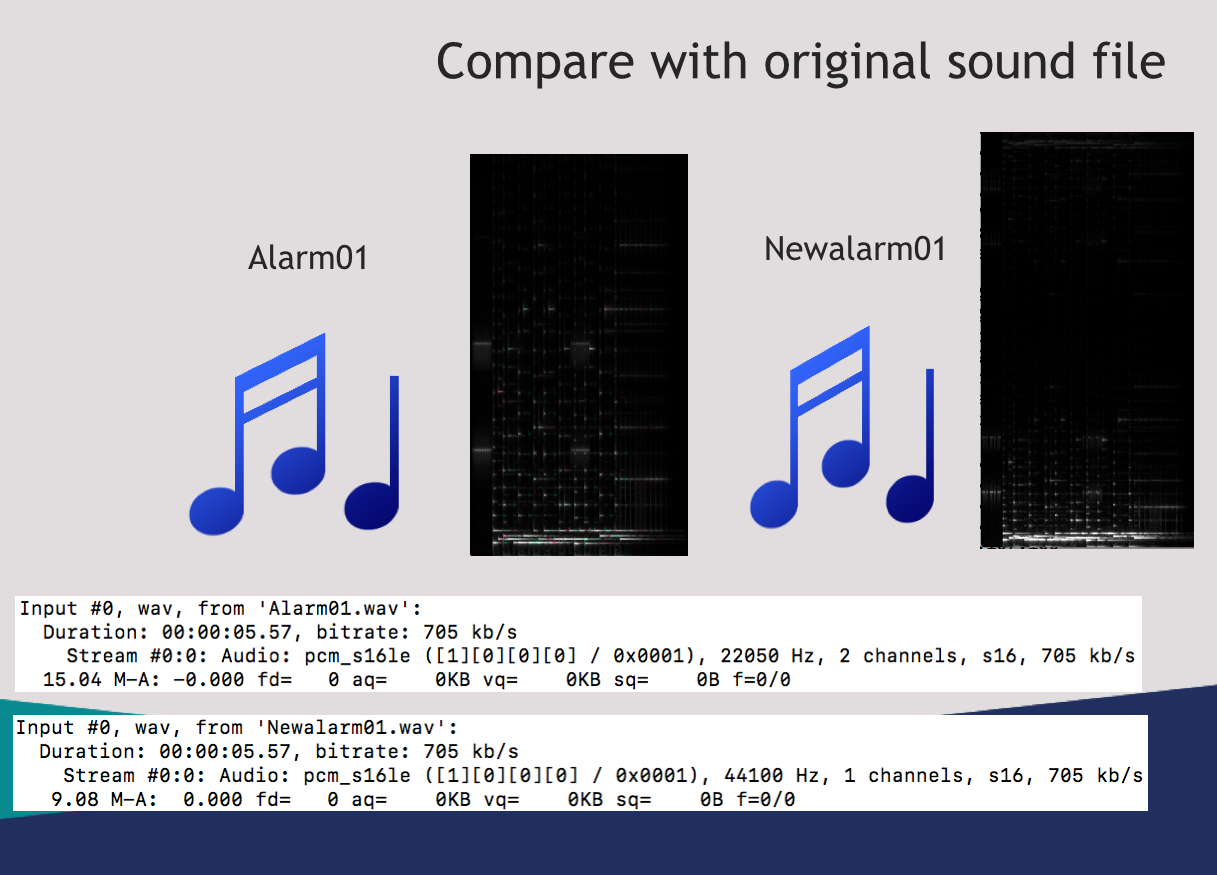 Compare with original sound file
Alarm01
Newalarm01
Input #0, wav, from 'Alarm01.wav':
Duration: 00:00:05.57, bitrate: 705 kb/s
Stream #0:0: Audio: pcm_s16le ([1][0][0][0] / 0x0001), 22050 Hz, 2 channels, s16, 705 kb/s
15.04 M-A: -0.000 fd=   0 aq=    0KB vq=    0KB sq=    0B f=0/0
Input #0, wav, from 'Newalarm01.wav':
Duration: 00:00:05.57, bitrate: 705 kb/s
Stream #0:0: Audio: pcm_s16le ([1][0][0][0] / 0x0001), 44100 Hz, 1 channels, s16, 705 kb/s
9.08 M-A:  0.000 fd=   0 aq=    0KB vq=    0KB sq=    0B f=0/0